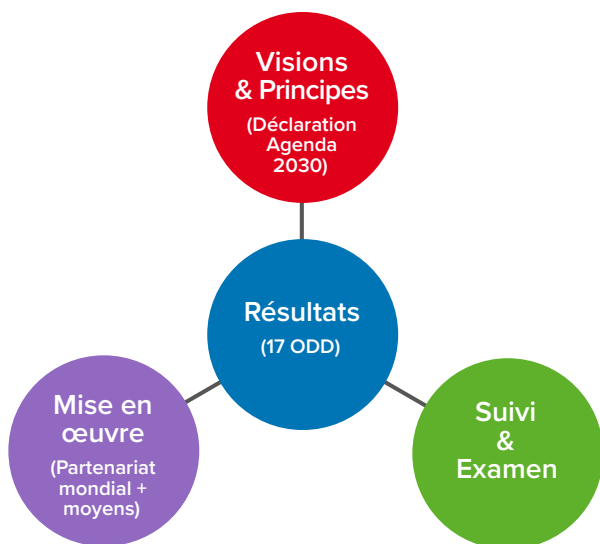 Visions
& Principes
(Déclaration
Agenda
2030)
Résultats
(17 ODD)
Mise en
œuvre
(Partenariat
mondial +
moyens)
Suivi
&
Examen